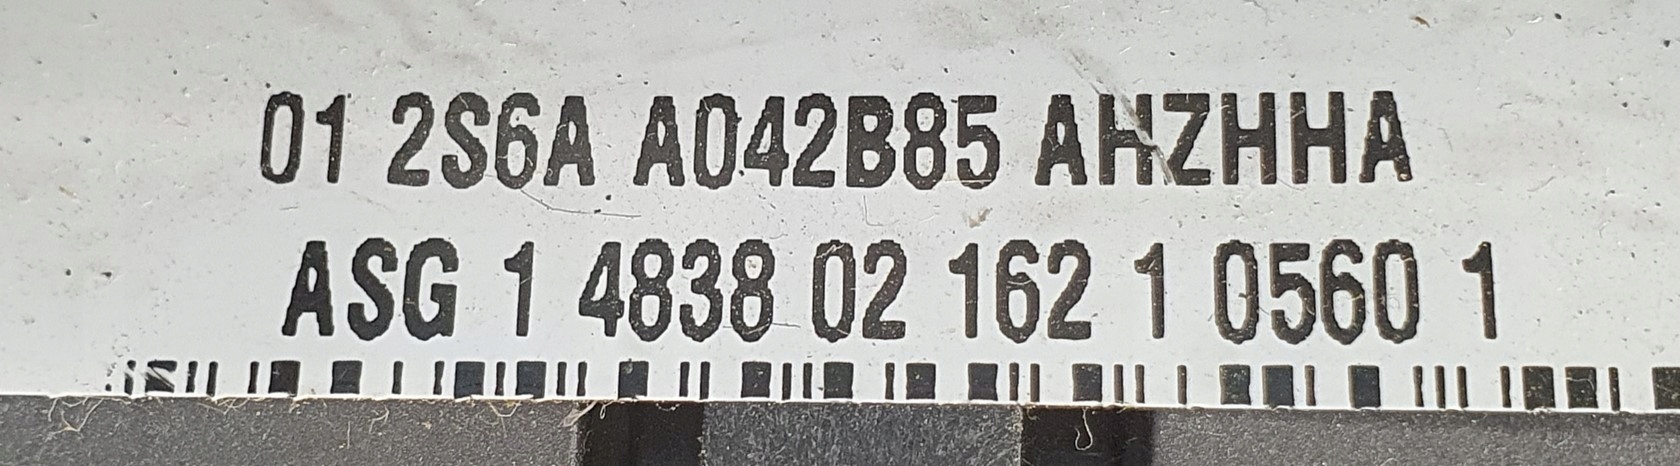 01 2S6A A042B85 AHZHHA
ASG 1 4838 02 162 1 0560 1